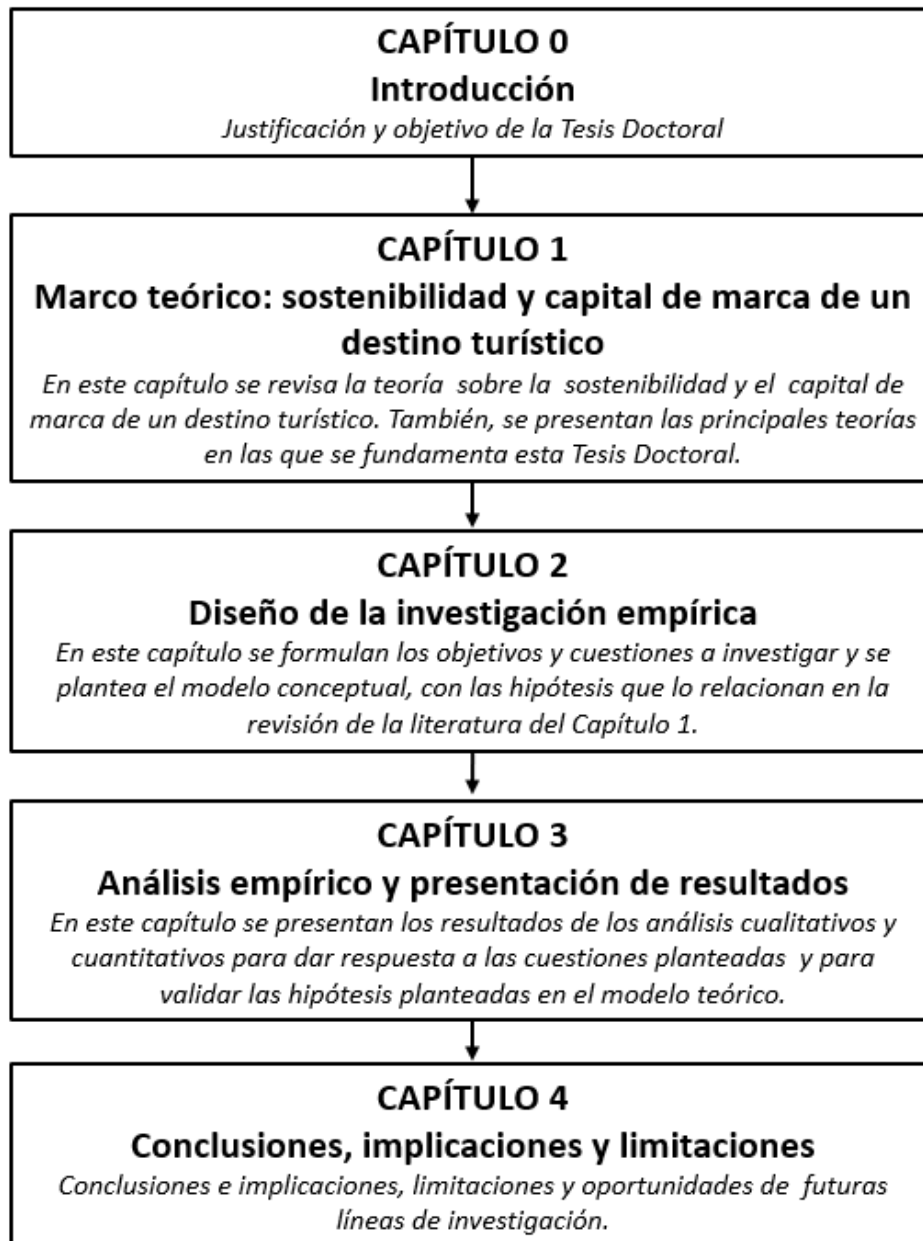 CAPÍTULO 0
Introducción
Justificación y objetivo de la Tesis Doctoral
CAPÍTULO 1
Marco teórico: sostenibilidad y capital de marca de un
destino turístico
En este capítulo se revisa la teoría sobre la sostenibilidad y el capital de
marca de un destino turístico. También, se presentan las principales teorías
en las que se fundamenta esta Tesis Doctoral.
CAPÍTULO 2
Diseño de la investigación empírica
En este capítulo se formulan los objetivos y cuestiones a investigar y se
plantea el modelo conceptual, con las hipótesis que lo relacionan en la
revisión de la literatura del Capítulo 1.
CAPÍTULO 3
Análisis empírico y presentación de resultados
En este capítulo se presentan los resultados de los análisis cualitativos y
cuantitativos para dar respuesta a las cuestiones planteadas y para
validar las hipótesis planteadas en el modelo teórico.
CAPÍTULO 4
Conclusiones, implicaciones y limitaciones
Conclusiones e implicaciones, limitaciones y oportunidades de futuras
líneas de investigación.